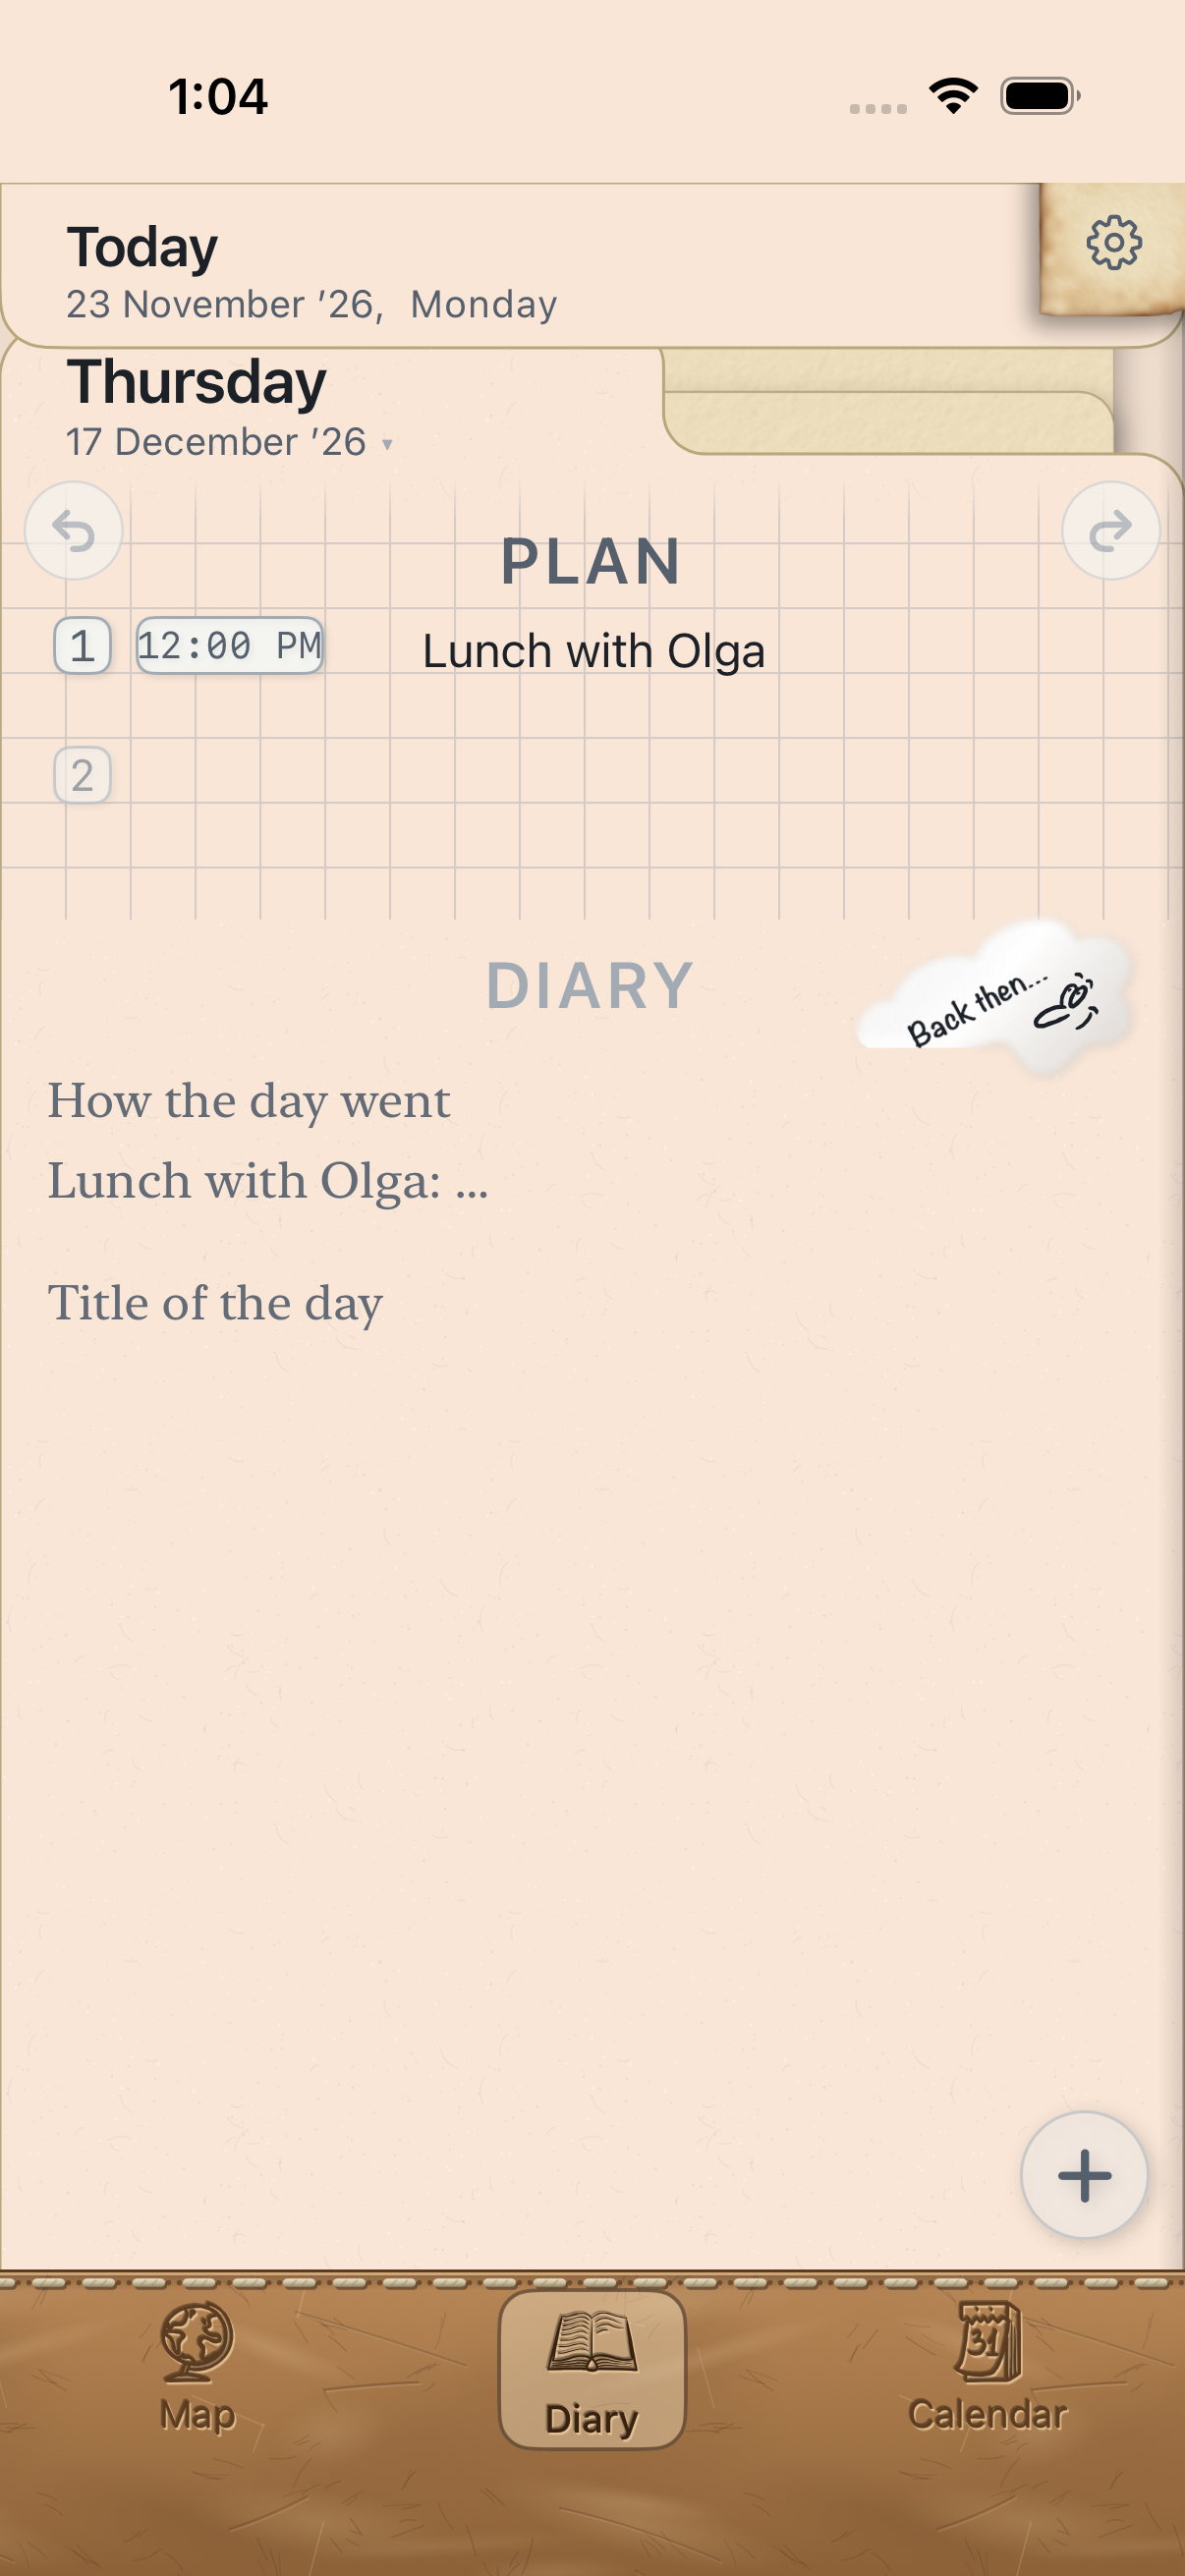 1:04
Today
23 November ’26, Monday
Thursday
17 December ’26
PLAN
1 12:00 PM Lunch with Olga
2
DIARY
Back then...
How the day went
Lunch with Olga: ...
Title of the day
31
Map Diary Calendar